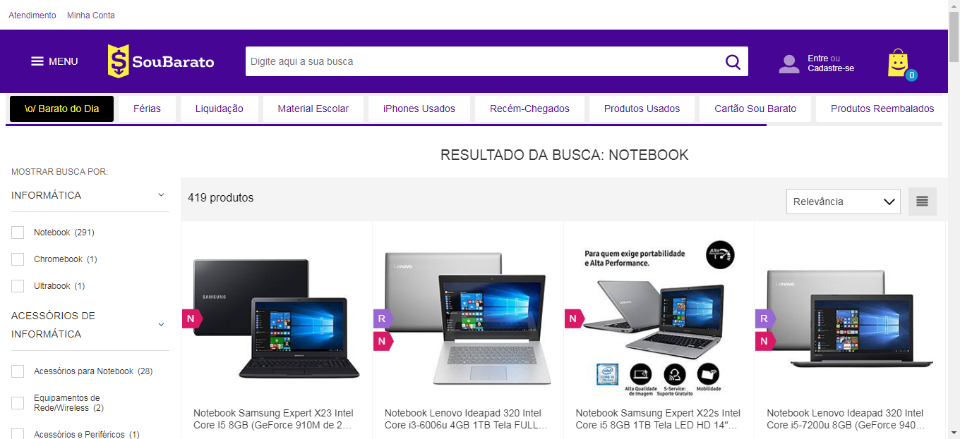 Atendimento Minha Conta
MENU
SouBarato
Digite aqui a sua busca
Entre ou
Cadastre-se
0
\o/ Barato do Dia
Férias
Liquidação
Material Escolar
iPhones Usados
Recém-Chegados
Produtos Usados
Cartão Sou Barato
Produtos Reembalados
RESULTADO DA BUSCA: NOTEBOOK
MOSTRAR BUSCA POR:
INFORMÁTICA
Notebook (291)
Chromebook (1)
Ultrabook (1)
ACESSÓRIOS DE
INFORMÁTICA
Acessórios para Notebook (28)
Equipamentos de
Rede/Wireless (2)
Acessórios e Periféricos (1)
419 produtos
Relevância
SAMSUNG
N
Notebook Samsung Expert X23 Intel
Core I5 8GB (GeForce 910M de 2...
R
N
Notebook Lenovo Ideapad 320 Intel
Core i3-6006u 4GB 1TB Tela FULL...
Para quem exige portabilidade
e Alta Performance.
N
Alta Qualidade
de Imagem
S-Service:
Suporte Gratuito
Mobilidade
Notebook Samsung Expert X22s Intel
Core i5 8GB 1TB Tela LED HD 14"...
R
N
Notebook Lenovo Ideapad 320 Intel
Core i5-7200u 8GB (GeForce 940...